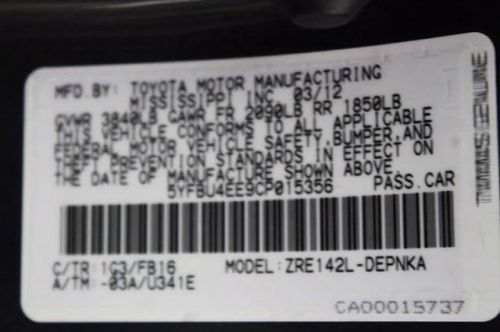 MFD.BY: TOYOTA MOTOR MANUFACTURING
MISSISSIPPI INC. 03/12
GVWR 3840LB GAWR FR 2090LB RR 1850LB
THIS VEHICLE CONFORMS TO ALL APPLICABLE
FEDERAL MOTOR VEHICLE SAFETY,BUMPER,AND
THEFT PREVENTION STANDARDS IN EFFECT ON
THE DATE OF MANUFACTURE SHOWN ABOVE.
5YFBU4EE9CP015356 PASS.CAR
C/TR:1G3/FB16 MODEL:ZRE142L-DEPNKA
A/TM:-03A/U341E
CA00015737